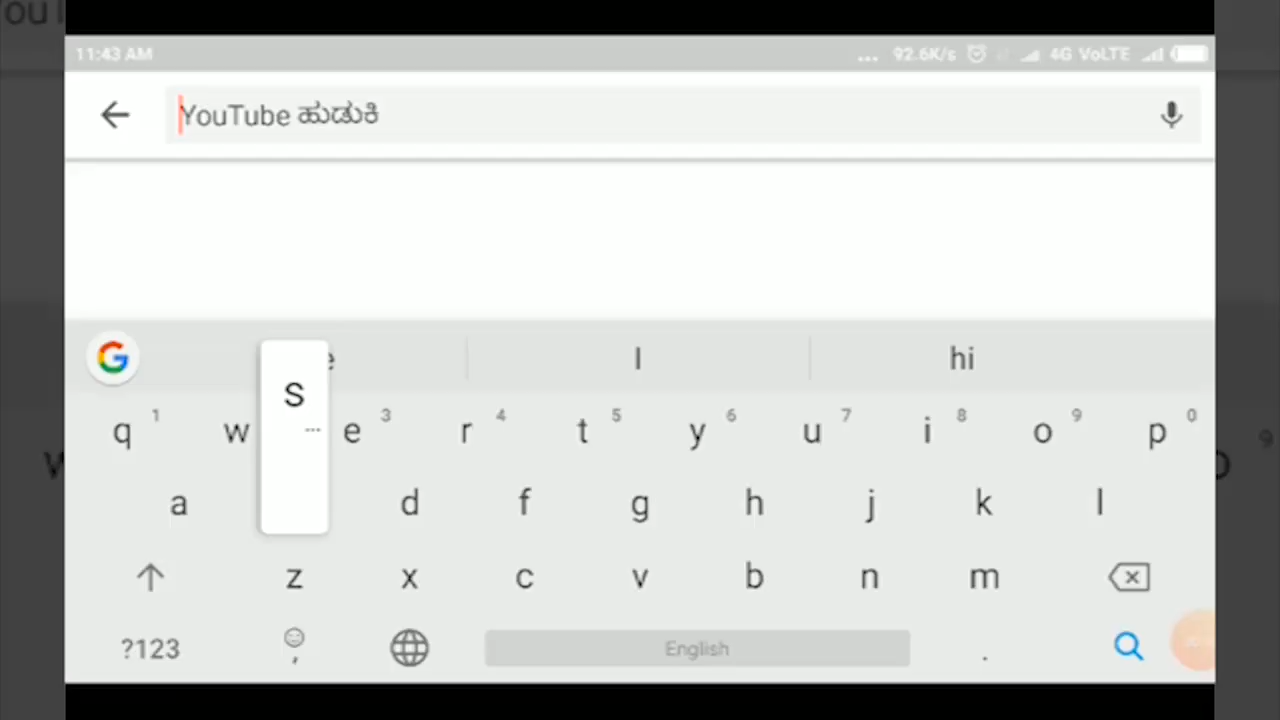 11:43 AM ... 92.6K/s 4G VoLTE
YouTube ಹುಡುಕಿ
I hi
S
q 1 w e 3 r 4 t 5 y 6 u 7 i 8 o 9 p 0
a d f g h j k l
z x c v b n m
?123 , English .